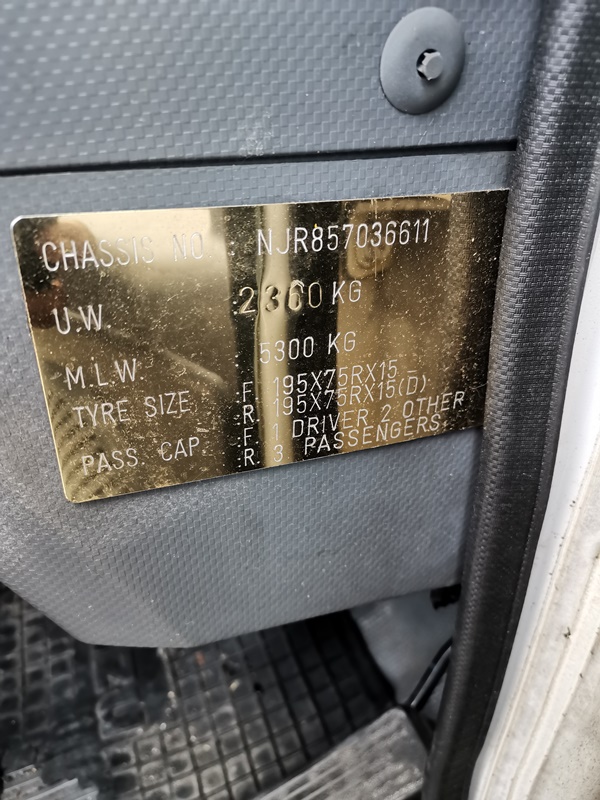 CHASSIS NO. : NJR857036611
U.W. 2360 KG
M.L.W. 5300 KG
TYRE SIZE :F. 195X75RX15
:R. 195X75RX15(D)
PASS. CAP :F. 1 DRIVER 2 OTHER
:R. 3 PASSENGERS